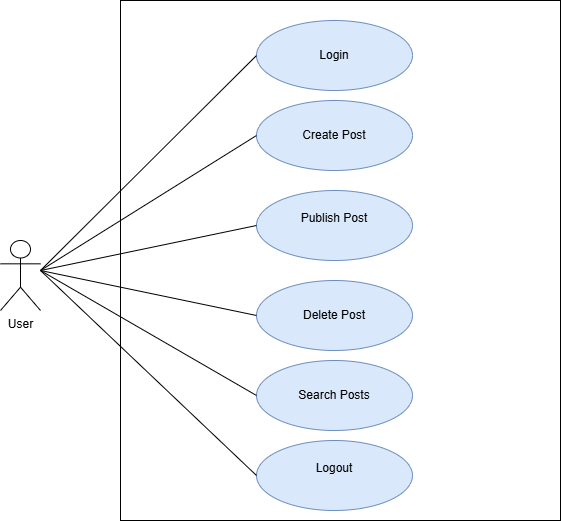 Login
Create Post
Publish Post
User
Delete Post
Search Posts
Logout